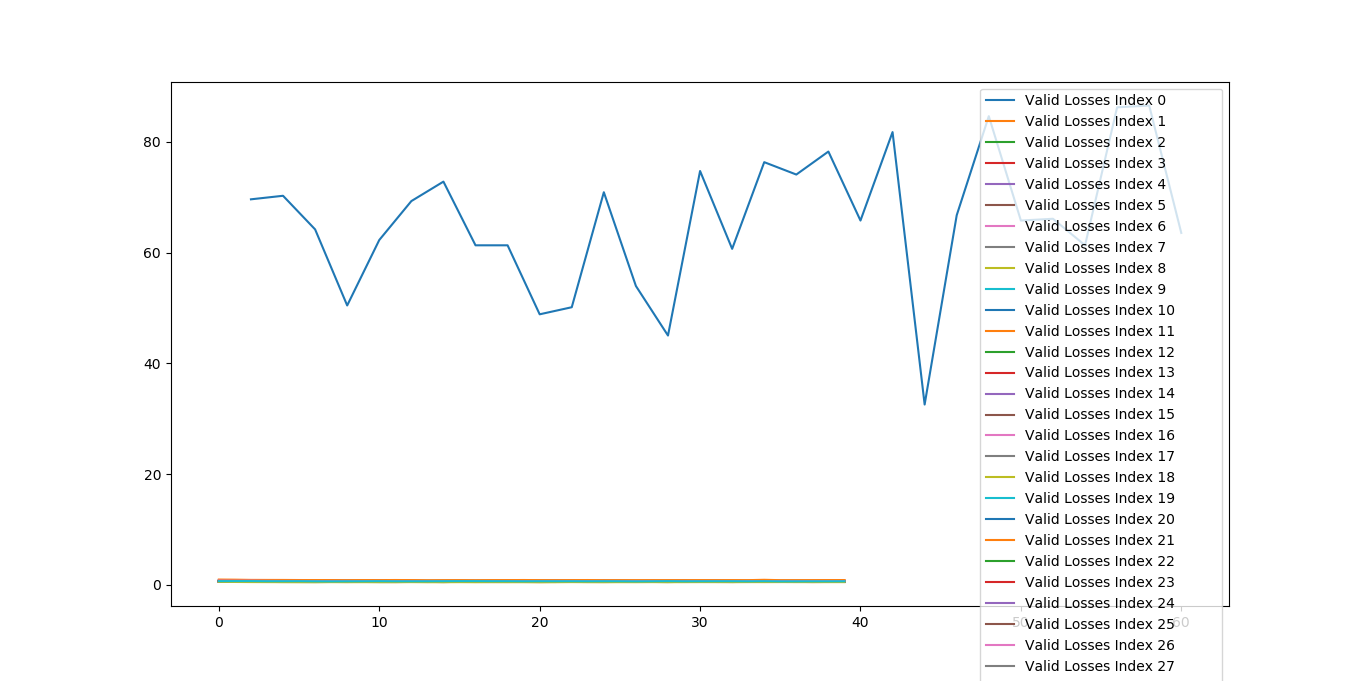 80
60
40
20
0
0 10 20 30 40 50 60
Valid Losses Index 0
Valid Losses Index 1
Valid Losses Index 2
Valid Losses Index 3
Valid Losses Index 4
Valid Losses Index 5
Valid Losses Index 6
Valid Losses Index 7
Valid Losses Index 8
Valid Losses Index 9
Valid Losses Index 10
Valid Losses Index 11
Valid Losses Index 12
Valid Losses Index 13
Valid Losses Index 14
Valid Losses Index 15
Valid Losses Index 16
Valid Losses Index 17
Valid Losses Index 18
Valid Losses Index 19
Valid Losses Index 20
Valid Losses Index 21
Valid Losses Index 22
Valid Losses Index 23
Valid Losses Index 24
Valid Losses Index 25
Valid Losses Index 26
Valid Losses Index 27